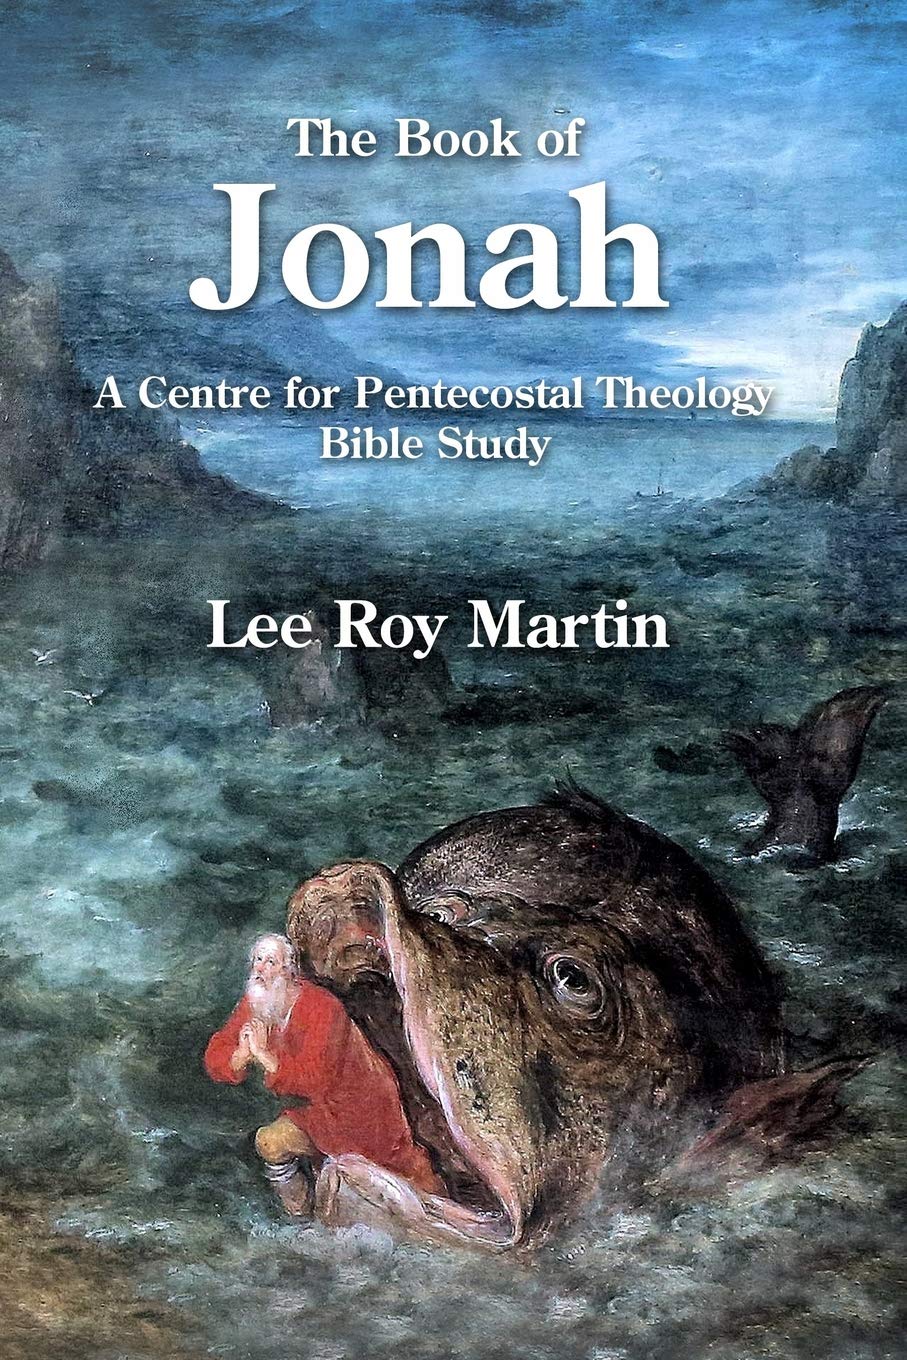 The Book of
Jonah
A Centre for Pentecostal Theology
Bible Study
Lee Roy Martin